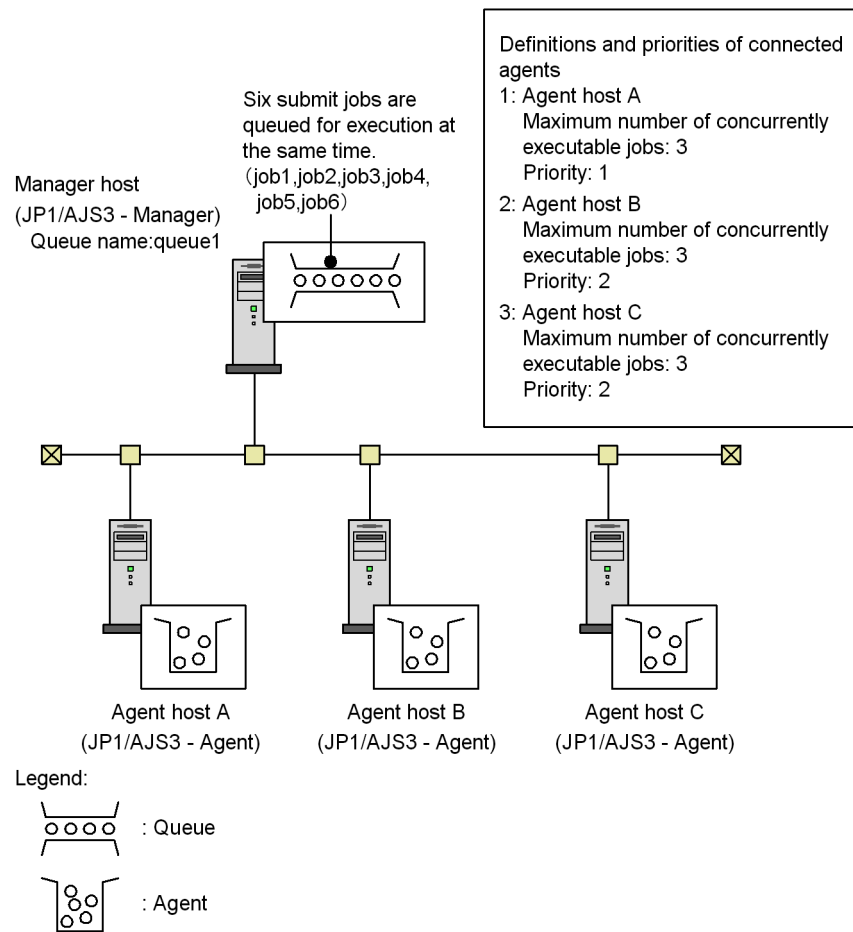 Definitions and priorities of connected
agents
1: Agent host A
Maximum number of concurrently
executable jobs: 3
Priority: 1
2: Agent host B
Maximum number of concurrently
executable jobs: 3
Priority: 2
3: Agent host C
Maximum number of concurrently
executable jobs: 3
Priority: 2
Six submit jobs are
queued for execution at
the same time.
(job1,job2,job3,job4,
job5,job6)
Manager host
(JP1/AJS3 - Manager)
Queue name:queue1
Agent host A
(JP1/AJS3 - Agent)
Agent host B
(JP1/AJS3 - Agent)
Agent host C
(JP1/AJS3 - Agent)
Legend:
: Queue
: Agent